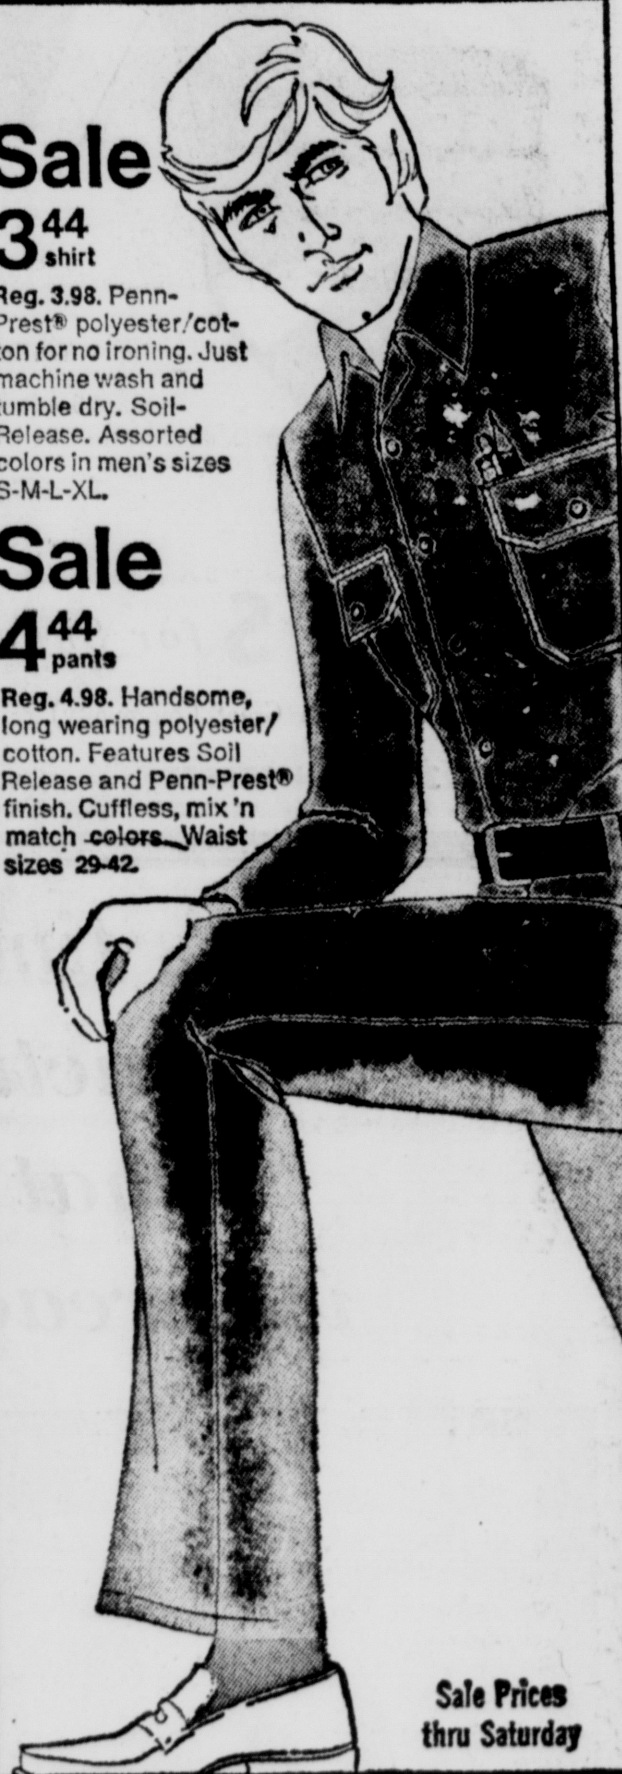 Sale
3 44
shirt
Reg. 3.98. Penn-
Prest® polyester/cot-
ton for no ironing. Just
machine wash and
tumble dry. Soil-
Release. Assorted
colors in men's sizes
S-M-L-XL.
Sale
4 44
pants
Reg. 4.98. Handsome,
long wearing polyester/
cotton. Features Soil
Release and Penn-Prest®
finish. Cuffless, mix 'n
match colors. Waist
sizes 29-42.
Sale Prices
thru Saturday